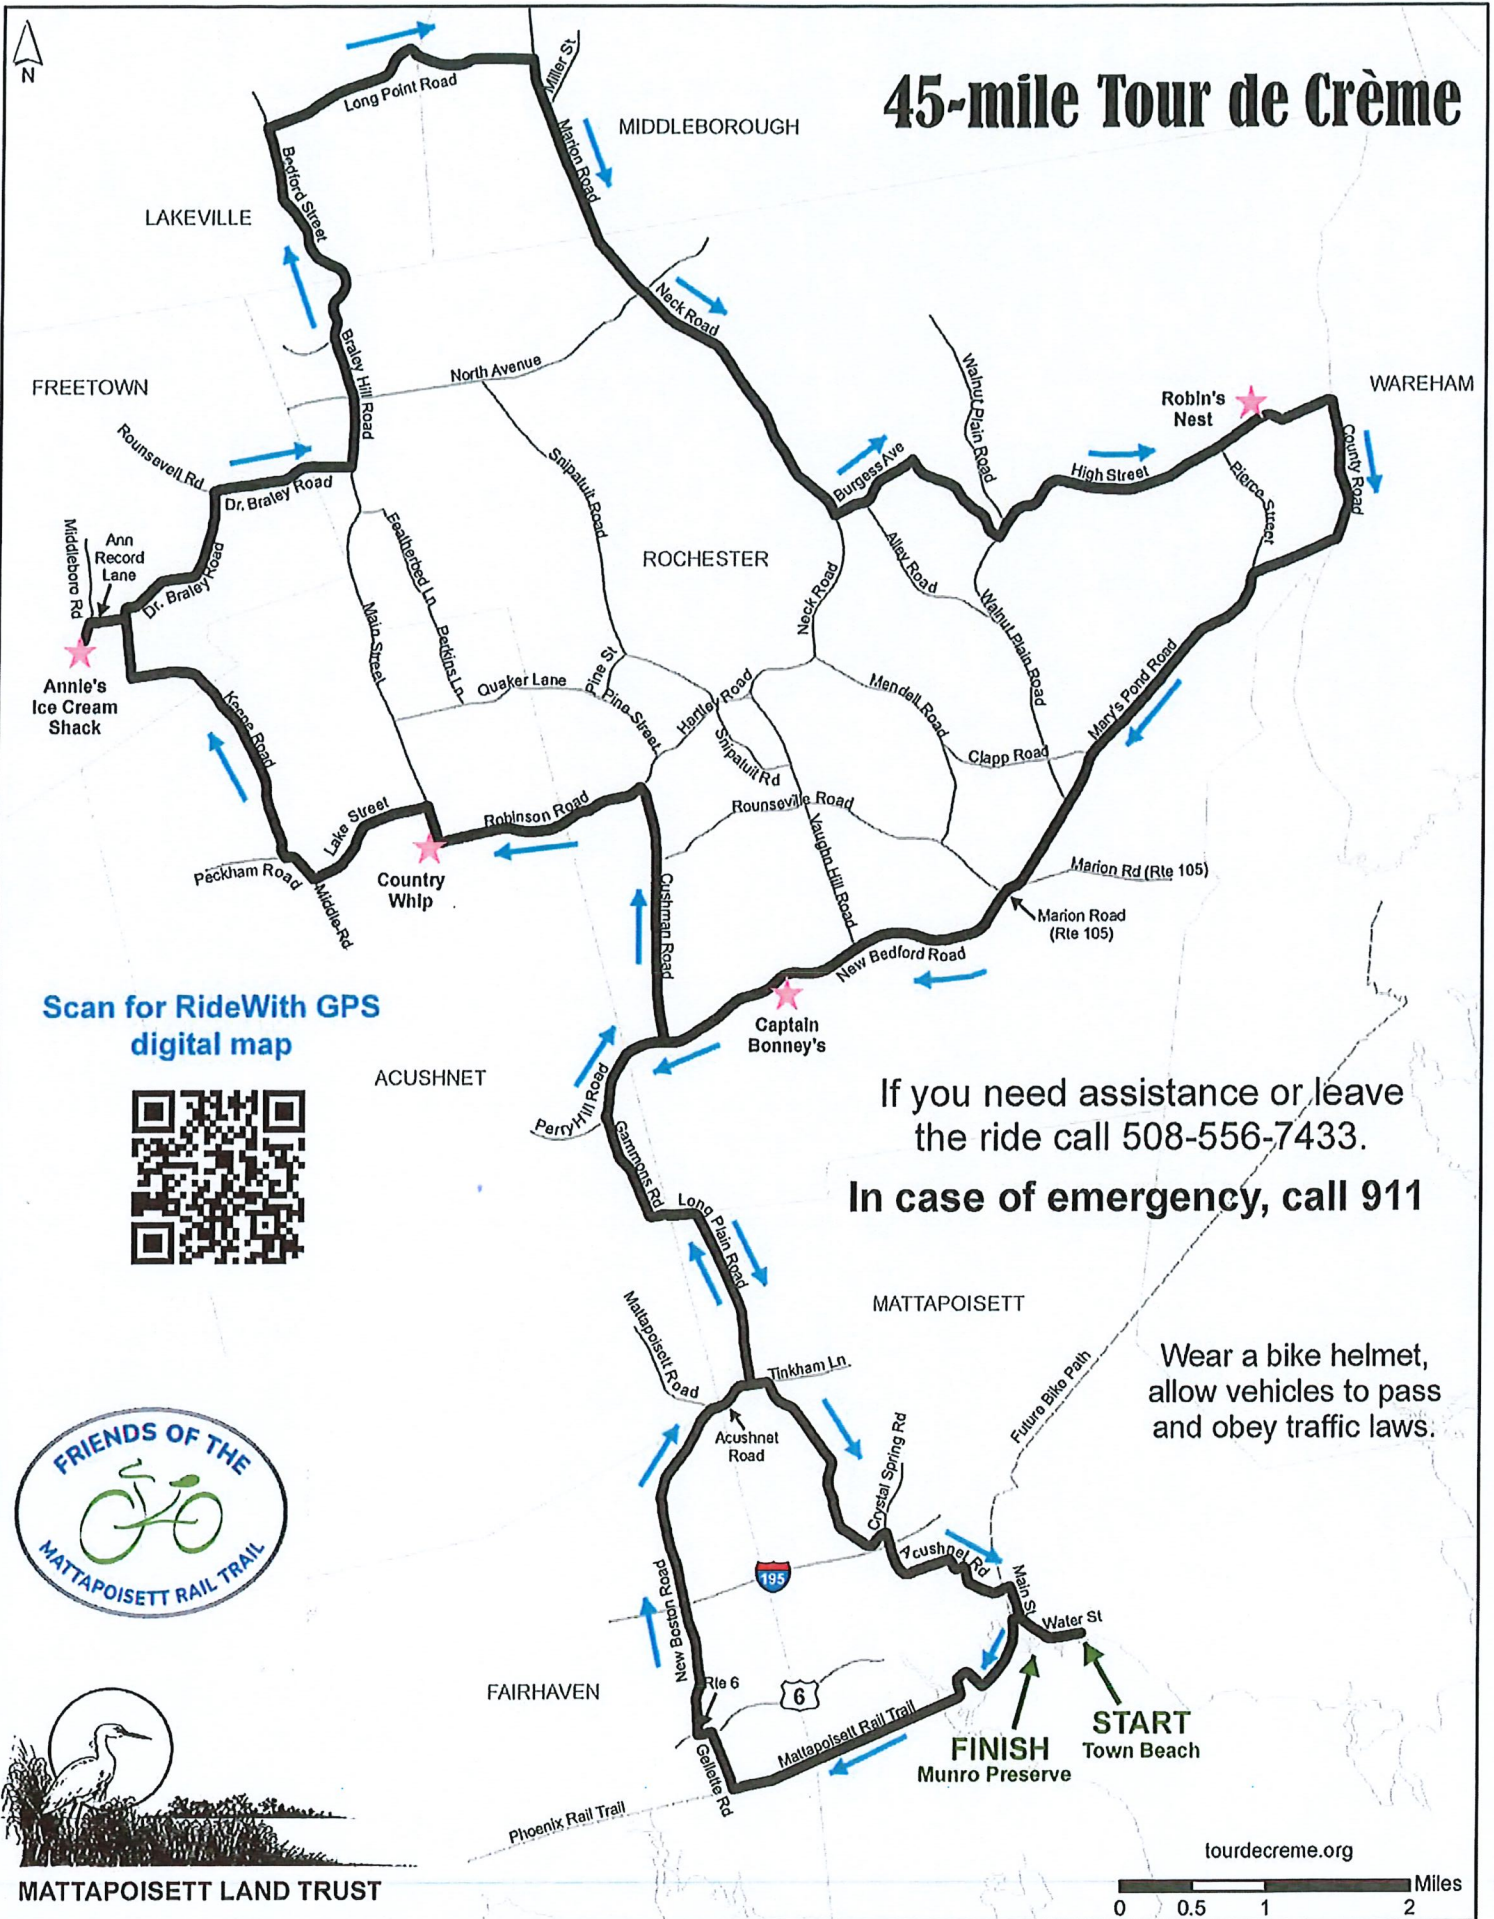 N
45-mile Tour de Crème
Miller St
Long Point Road
MIDDLEBOROUGH
Marion Road
Bedford Street
LAKEVILLE
Neck Road
Braley Hill Road
North Avenue
FREETOWN
Walnut Plain Road
Robin's
Nest
WAREHAM
Rounsevell Rd
Dr. Braley Road
Burgess Ave
High Street
County Road
Pierce Street
Snipatuit Road
Middleboro Rd
Ann
Record
Lane
Featherbed Ln
ROCHESTER
Alley Road
Dr. Braley Road
Neck Road
Walnut Plain Road
Main Street
Perkins Ln
Quaker Lane
Pine St
Pine Street
Hartley Road
Mendell Road
Mary's Pond Road
Annie's
Ice Cream
Shack
Keene Road
Snipatuit Rd
Clapp Road
Lake Street
Robinson Road
Rounseville Road
Vaughn Hill Road
Peckham Road
Middle Rd
Country
Whip
Cushman Road
Marion Rd (Rte 105)
Marion Road
(Rte 105)
New Bedford Road
Captain
Bonney's
Scan for RideWith GPS
digital map
ACUSHNET
Perry Hill Road
Gammons Rd
If you need assistance or leave
the ride call 508-556-7433.
In case of emergency, call 911
Long Plain Road
MATTAPOISETT
Mattapoisett Road
Tinkham Ln.
Acushnet
Road
Future Bike Path
Wear a bike helmet,
allow vehicles to pass
and obey traffic laws.
FRIENDS OF THE
MATTAPOISETT RAIL TRAIL
Crystal Spring Rd
Acushnet Rd
195
New Boston Road
Main St
Water St
FAIRHAVEN
Rte 6
6
Mattapoisett Rail Trail
Gellette Rd
START
Town Beach
FINISH
Munro Preserve
Phoenix Rail Trail
tourdecreme.org
MATTAPOISETT LAND TRUST
Miles
0 0.5 1 2